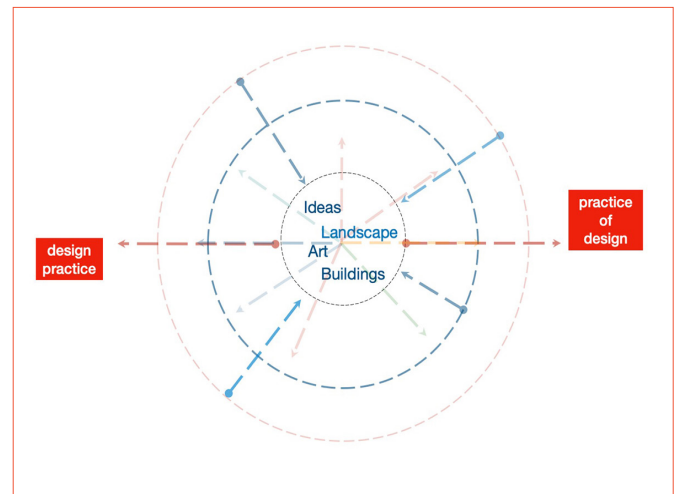 Ideas
Landscape
Art
Buildings
design
practice
practice
of
design